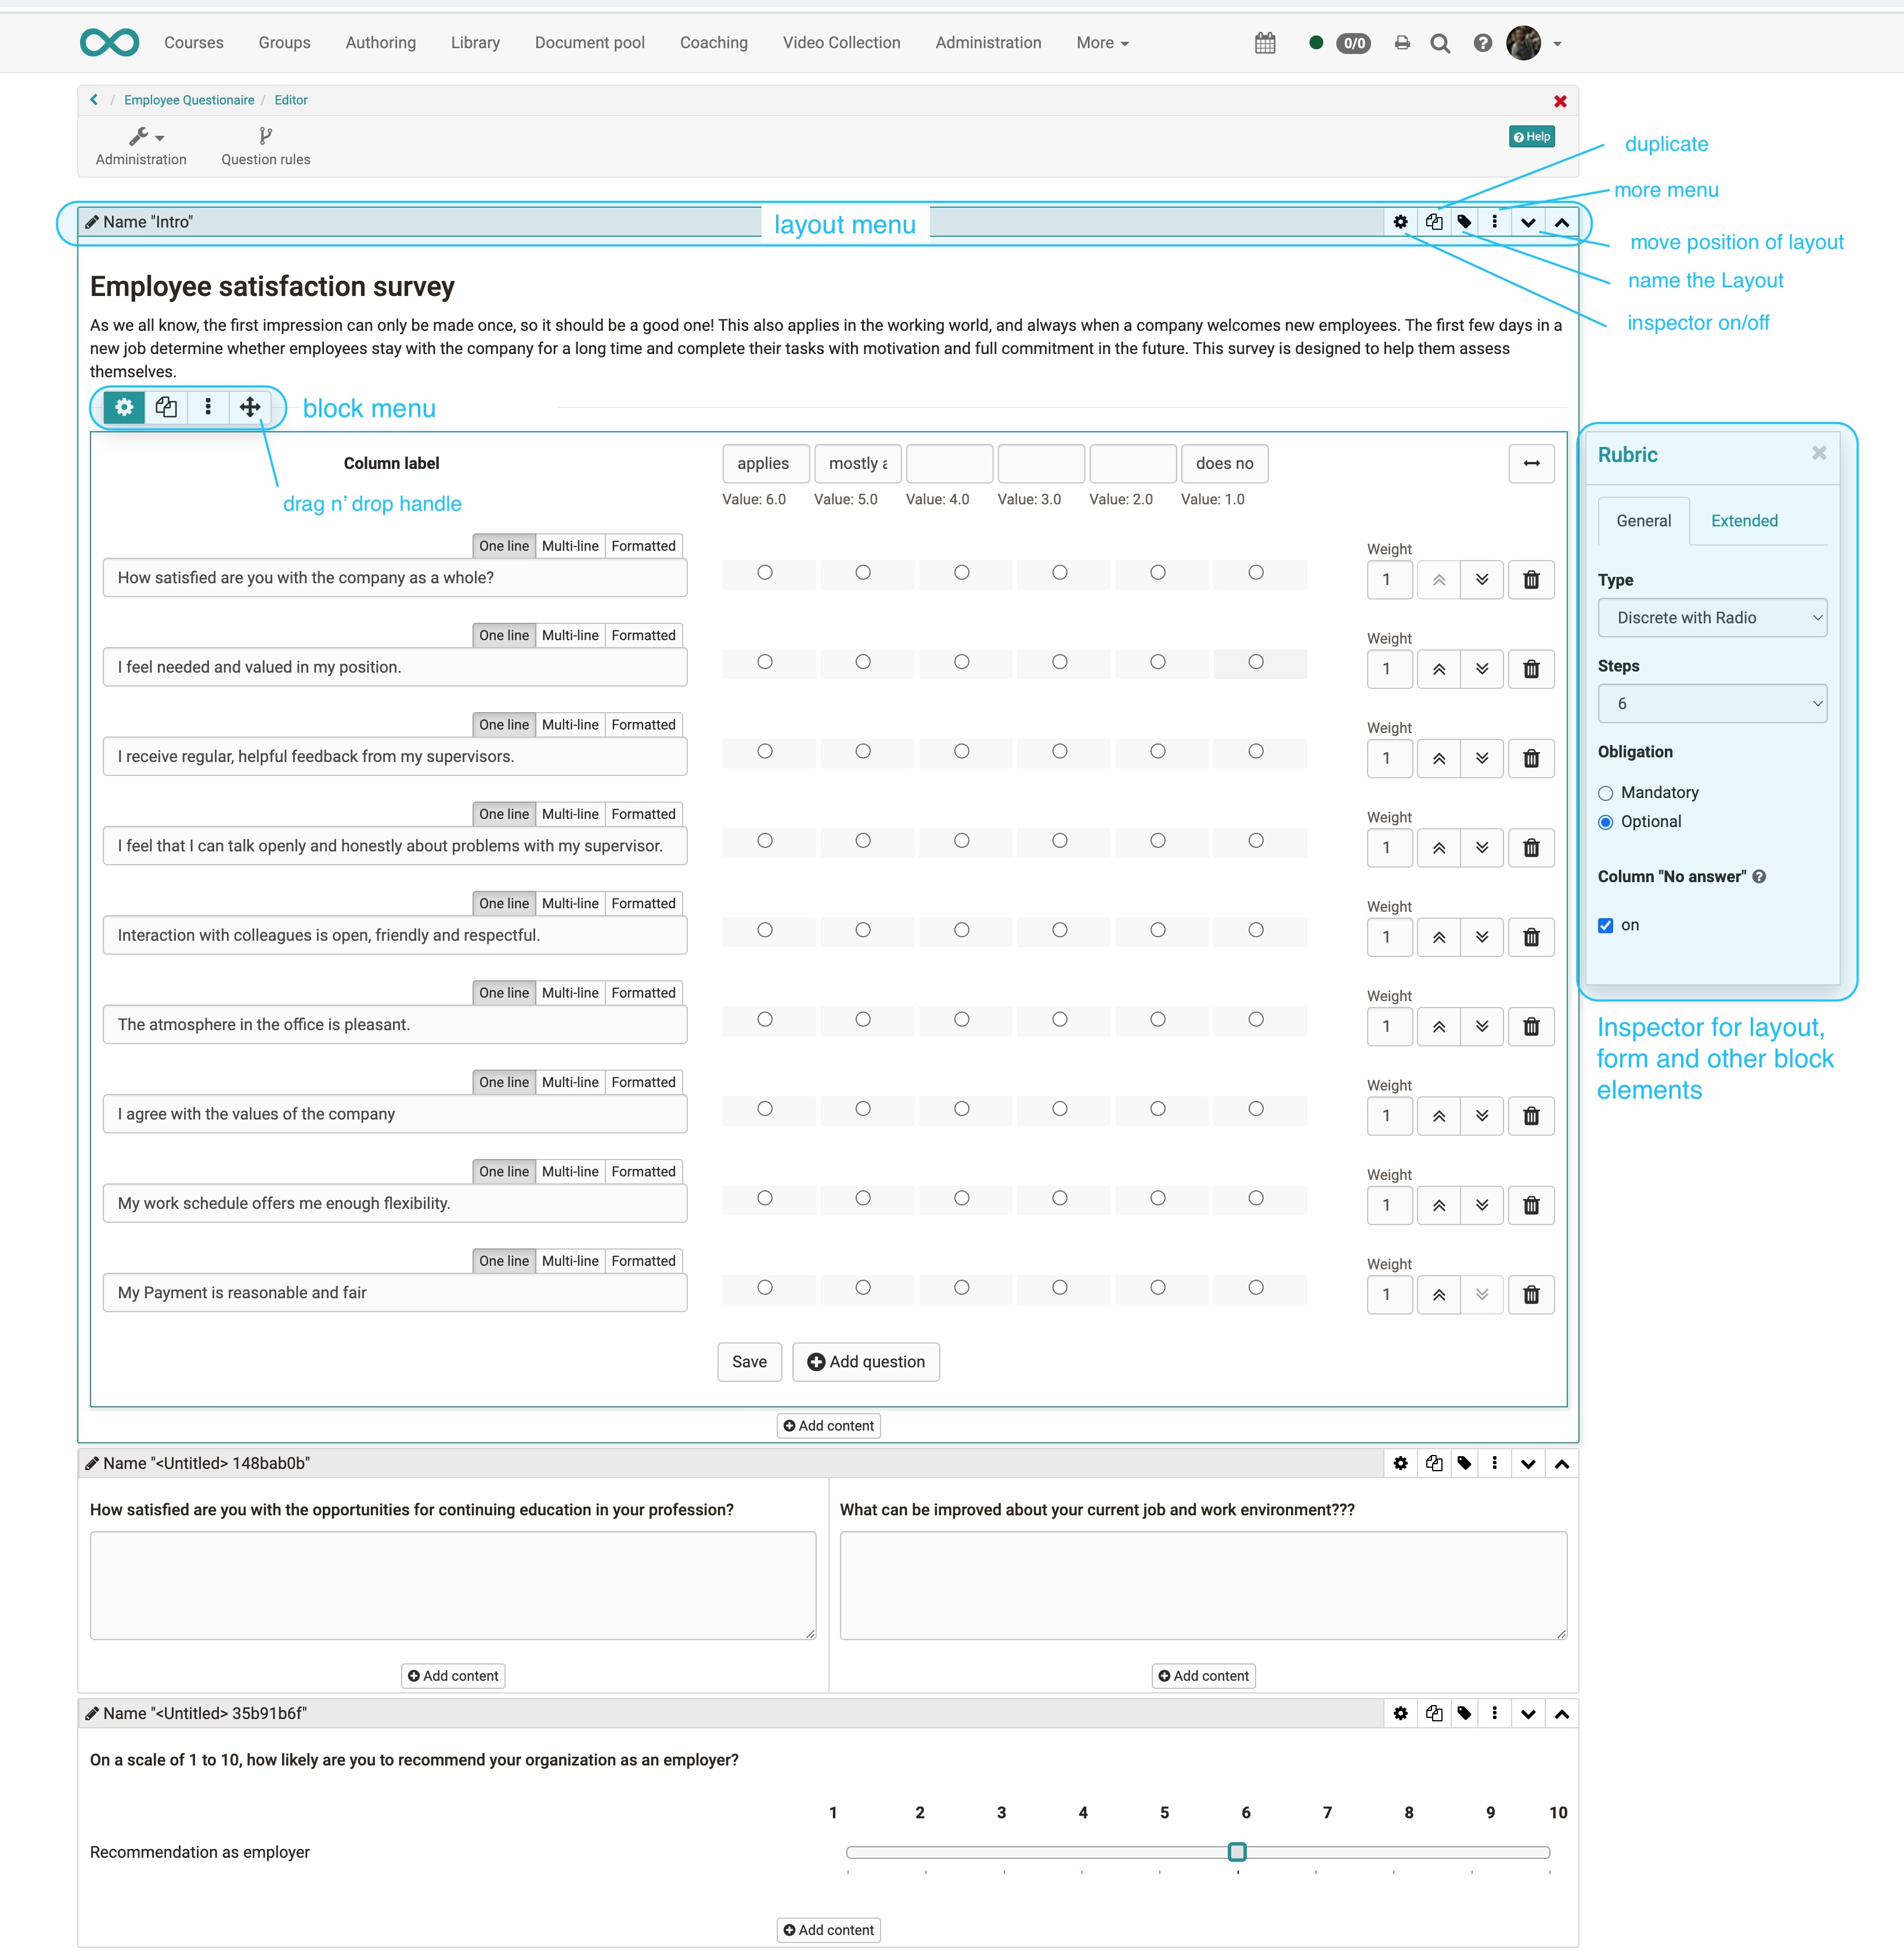 Courses Groups Authoring Library Document pool Coaching Video Collection Administration More 0/0
/ Employee Questionaire / Editor
Administration Question rules Help
duplicate
more menu
Name "Intro" layout menu
move position of layout
name the Layout
inspector on/off
Employee satisfaction survey
As we all know, the first impression can only be made once, so it should be a good one! This also applies in the working world, and always when a company welcomes new employees. The first few days in a
new job determine whether employees stay with the company for a long time and complete their tasks with motivation and full commitment in the future. This survey is designed to help them assess
themselves.
block menu
drag n' drop handle
Column label applies mostly a does no
Value: 6.0 Value: 5.0 Value: 4.0 Value: 3.0 Value: 2.0 Value: 1.0
One line Multi-line Formatted
How satisfied are you with the company as a whole?
Weight
1
One line Multi-line Formatted
I feel needed and valued in my position.
Weight
1
One line Multi-line Formatted
I receive regular, helpful feedback from my supervisors.
Weight
1
One line Multi-line Formatted
I feel that I can talk openly and honestly about problems with my supervisor.
Weight
1
One line Multi-line Formatted
Interaction with colleagues is open, friendly and respectful.
Weight
1
One line Multi-line Formatted
The atmosphere in the office is pleasant.
Weight
1
One line Multi-line Formatted
I agree with the values of the company
Weight
1
One line Multi-line Formatted
My work schedule offers me enough flexibility.
Weight
1
One line Multi-line Formatted
My Payment is reasonable and fair
Weight
1
Save Add question
Add content
Rubric
General Extended
Type
Discrete with Radio
Steps
6
Obligation
Mandatory
Optional
Column "No answer"
on
Inspector for layout,
form and other block
elements
Name "<Untitled> 148bab0b"
How satisfied are you with the opportunities for continuing education in your profession?
Add content
What can be improved about your current job and work environment???
Add content
Name "<Untitled> 35b91b6f"
On a scale of 1 to 10, how likely are you to recommend your organization as an employer?
1 2 3 4 5 6 7 8 9 10
Recommendation as employer
Add content